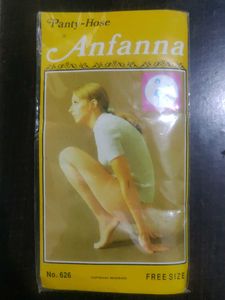 Panty-Hose
Anfanna
No. 626
FREE SIZE